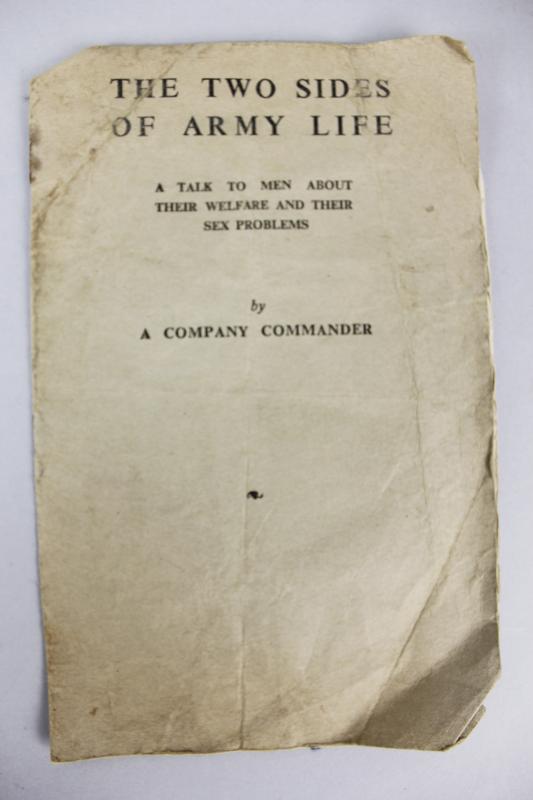 THE TWO SIDES
OF ARMY LIFE
A TALK TO MEN ABOUT
THEIR WELFARE AND THEIR
SEX PROBLEMS
by
A COMPANY COMMANDER